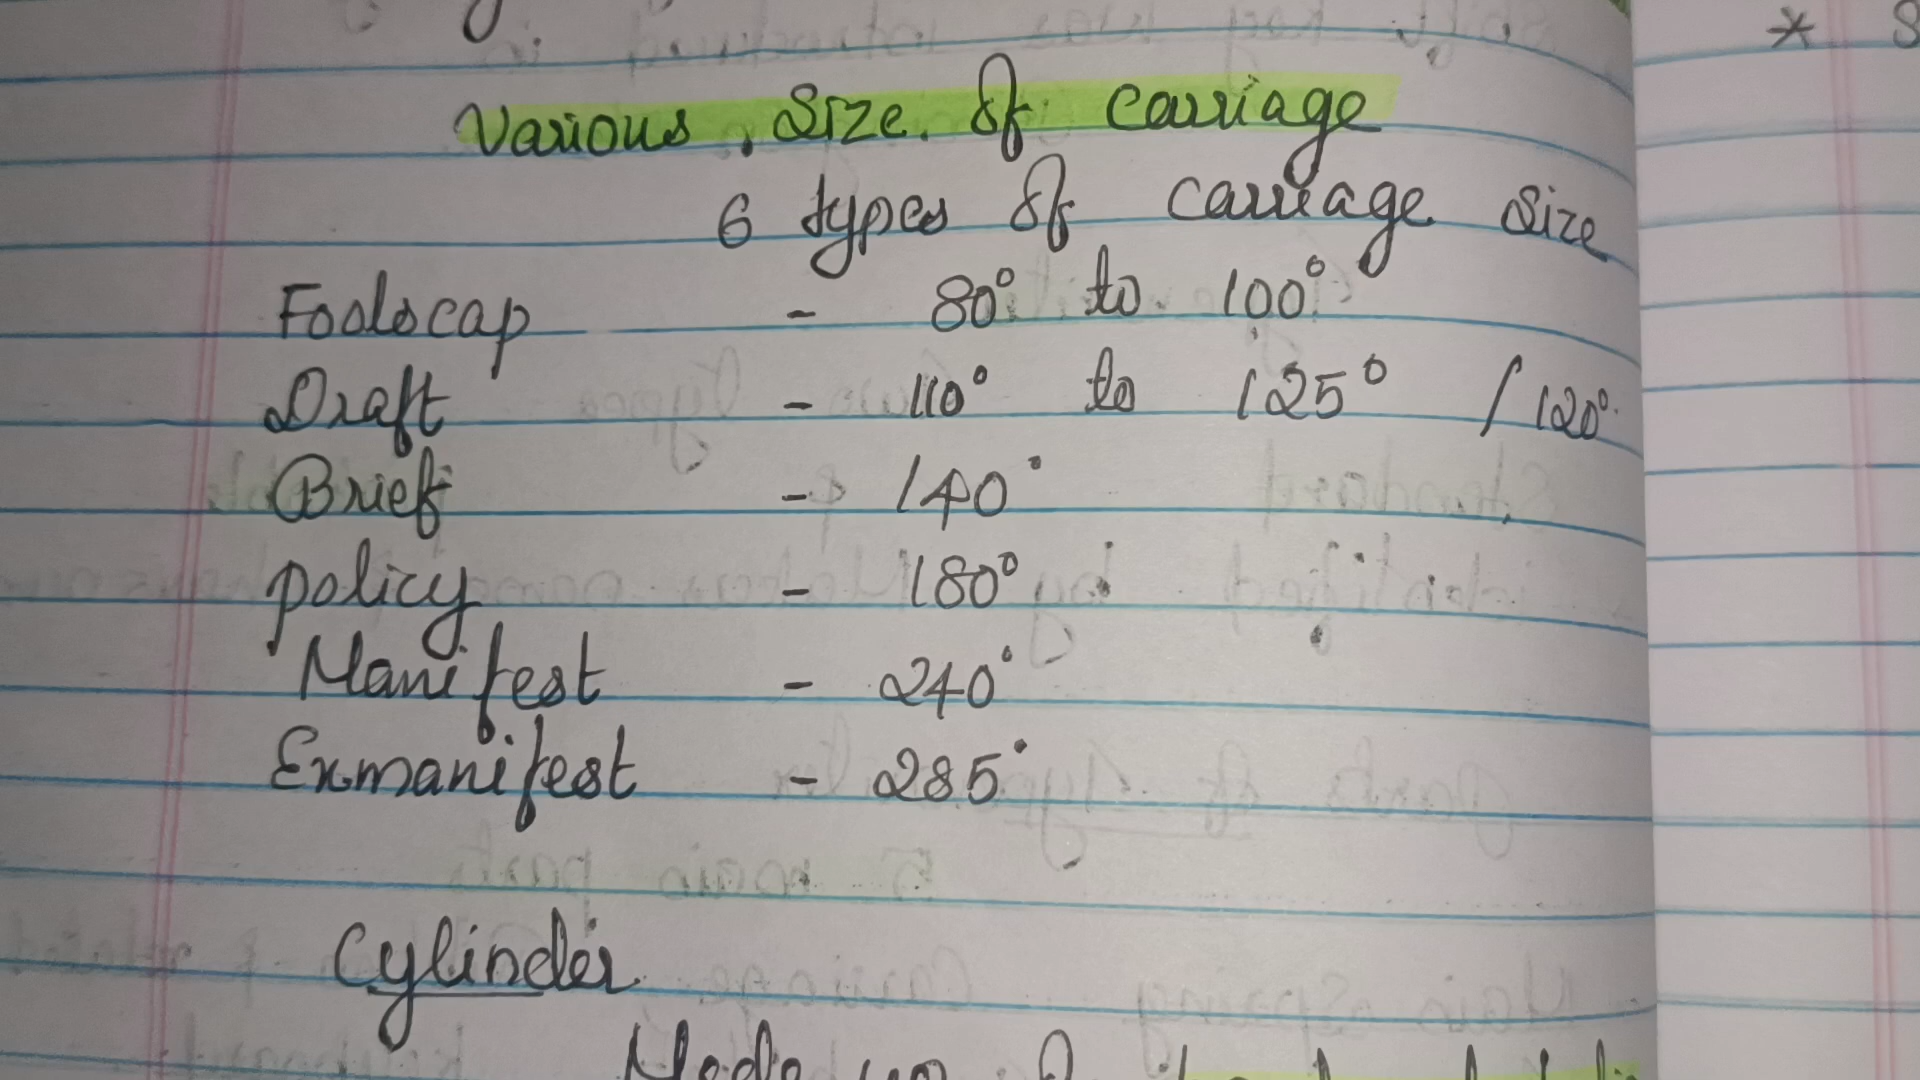 Various Size of carriage
6 types of carriage size
Foolscap - 80° to 100°
Draft - 110° to 125° / 120°
Brief - 140°
policy - 180°
Manifest - 240°
Exmanifest - 285°
Cylinder